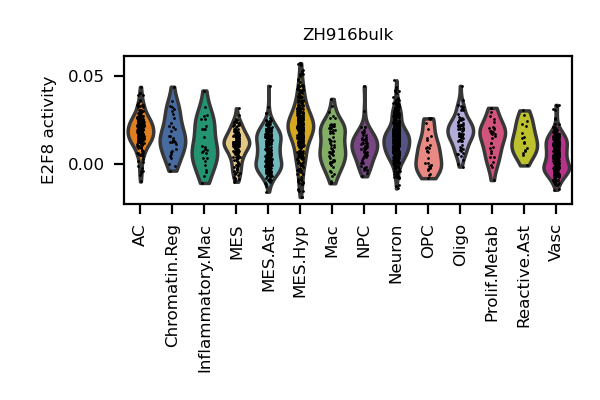 ZH916bulk
E2F8 activity
0.05
0.00
AC
Chromatin.Reg
Inflammatory.Mac
MES
MES.Ast
MES.Hyp
Mac
NPC
Neuron
OPC
Oligo
Prolif.Metab
Reactive.Ast
Vasc